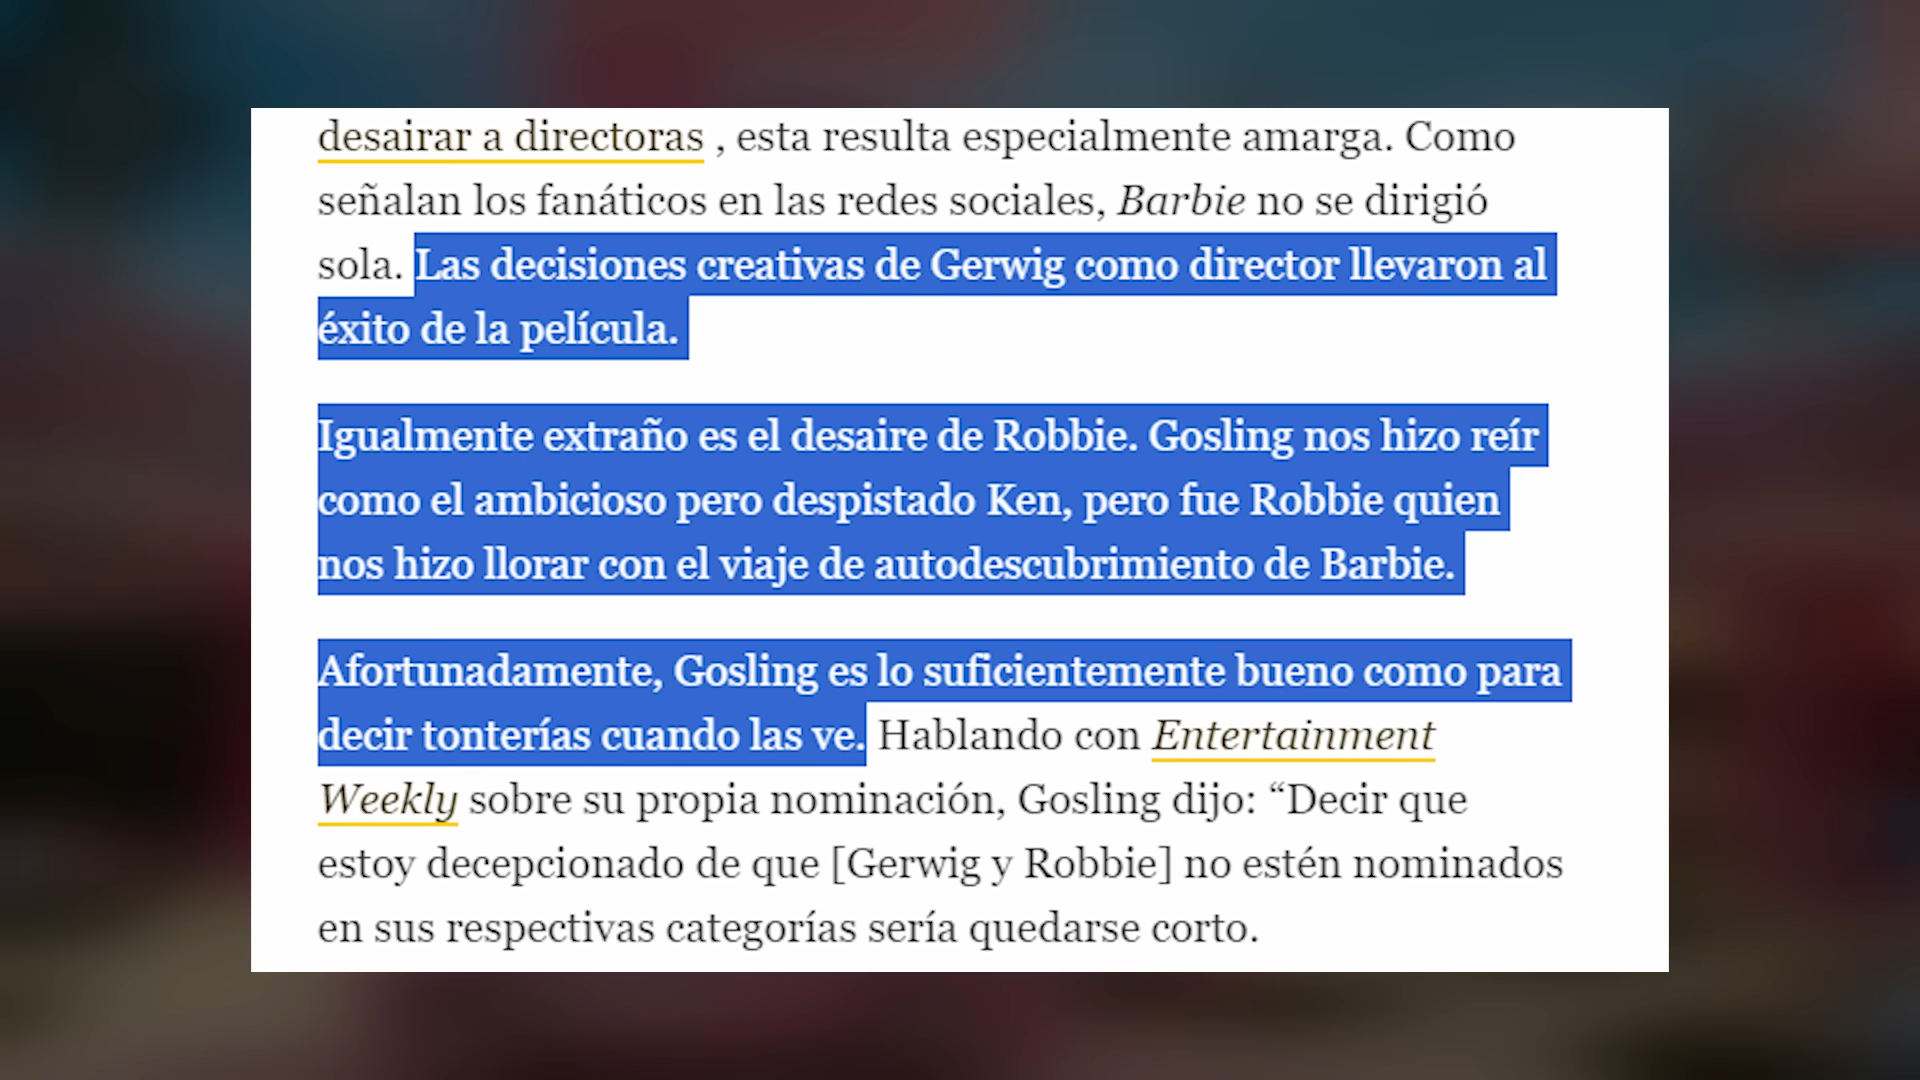 desairar a directoras , esta resulta especialmente amarga. Como
señalan los fanáticos en las redes sociales, Barbie no se dirigió
sola. Las decisiones creativas de Gerwig como director llevaron al
éxito de la película.
Igualmente extraño es el desaire de Robbie. Gosling nos hizo reír
como el ambicioso pero despistado Ken, pero fue Robbie quien
nos hizo llorar con el viaje de autodescubrimiento de Barbie.
Afortunadamente, Gosling es lo suficientemente bueno como para
decir tonterías cuando las ve. Hablando con Entertainment
Weekly sobre su propia nominación, Gosling dijo: “Decir que
estoy decepcionado de que [Gerwig y Robbie] no estén nominados
en sus respectivas categorías sería quedarse corto.